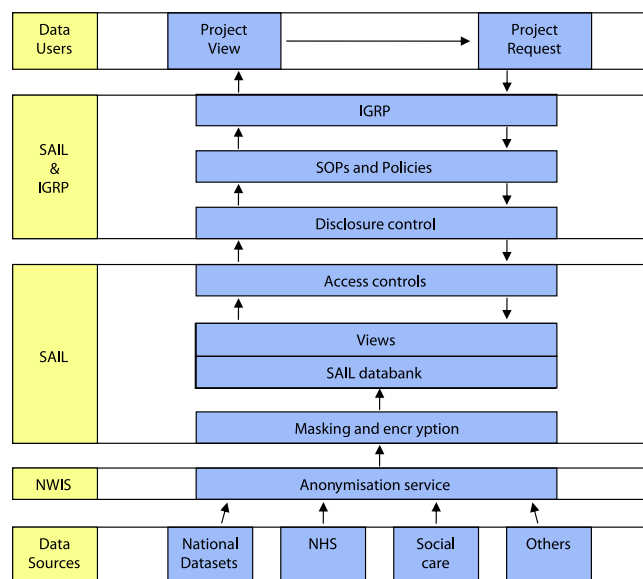 Data
Users
Project
View
Project
Request
SAIL
&
IGRP
IGRP
SOPs and Policies
Disclosure control
SAIL
Access controls
Views
SAIL databank
Masking and encr yption
NWIS
Anonymisation service
Data
Sources
National
Datasets
NHS
Social
care
Others